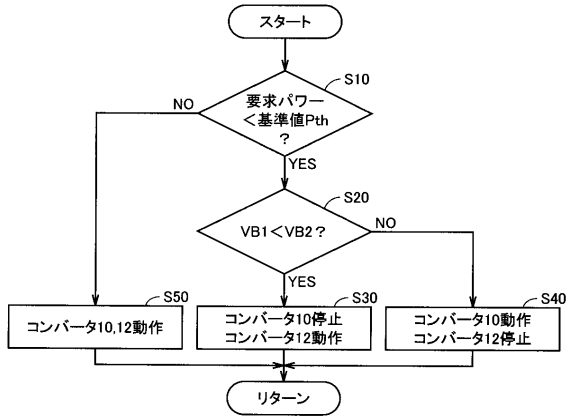 スタート
S10
要求パワー
<基準値Pth
?
NO
YES
S20
VB1<VB2?
NO
YES
S50
コンバータ10,12動作
S30
コンバータ10停止
コンバータ12動作
S40
コンバータ10動作
コンバータ12停止
リターン